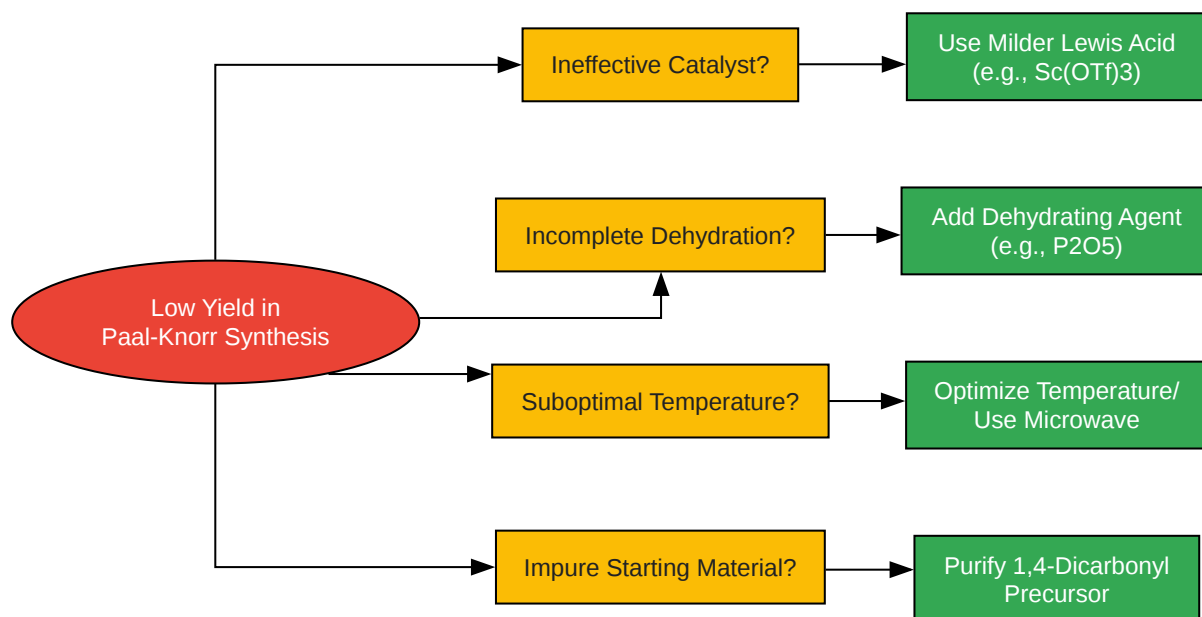 Low Yield in
Paal-Knorr Synthesis
Ineffective Catalyst?
Use Milder Lewis Acid
(e.g., Sc(OTf)3)
Incomplete Dehydration?
Add Dehydrating Agent
(e.g., P2O5)
Suboptimal Temperature?
Optimize Temperature/
Use Microwave
Impure Starting Material?
Purify 1,4-Dicarbonyl
Precursor